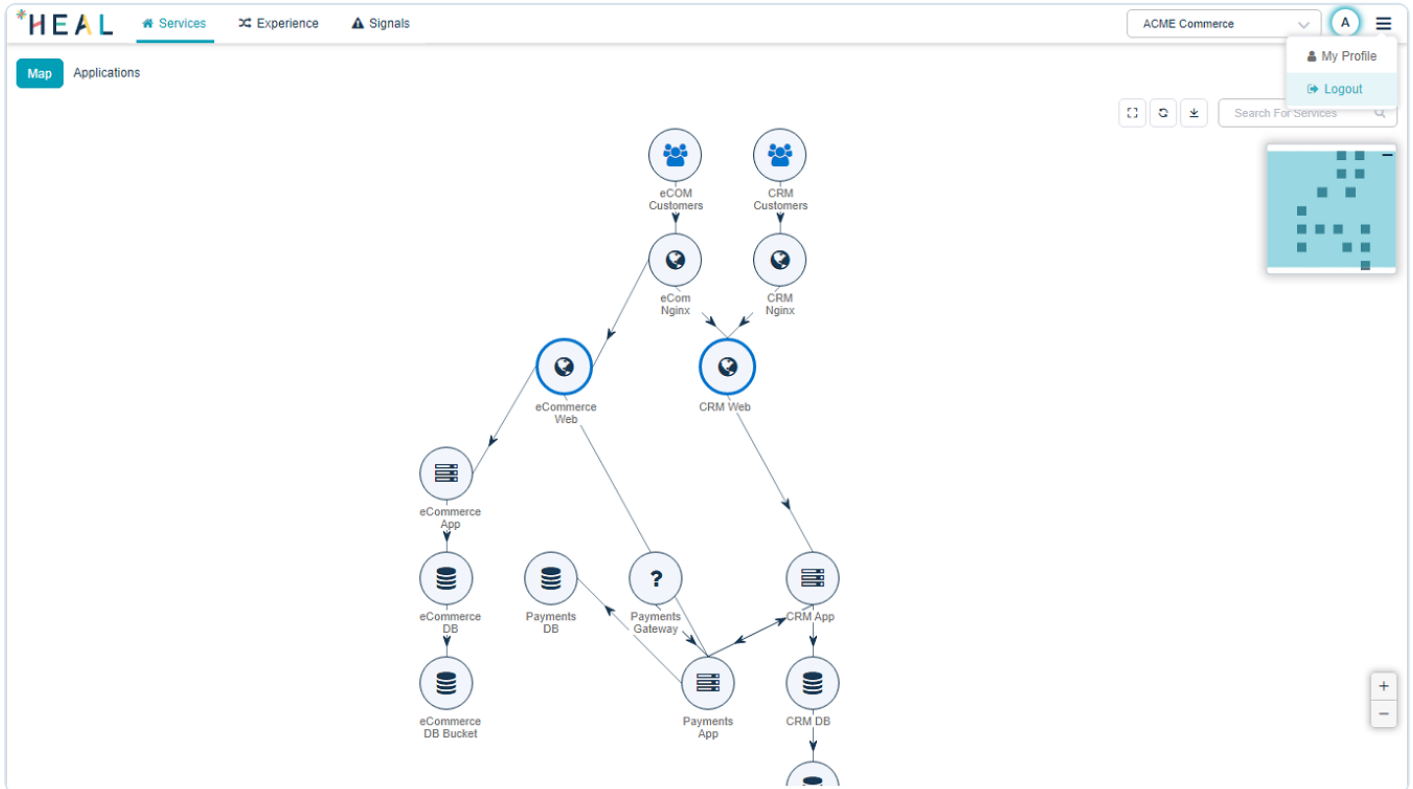 HEAL
Services
Experience
Signals
ACME Commerce
A
My Profile
Logout
Map
Applications
Search For Services
eCOM
Customers
CRM
Customers
eCom
Nginx
CRM
Nginx
eCommerce
Web
CRM Web
eCommerce
App
?
eCommerce
DB
Payments
DB
Payments
Gateway
CRM App
eCommerce
DB Bucket
Payments
App
CRM DB
+
−